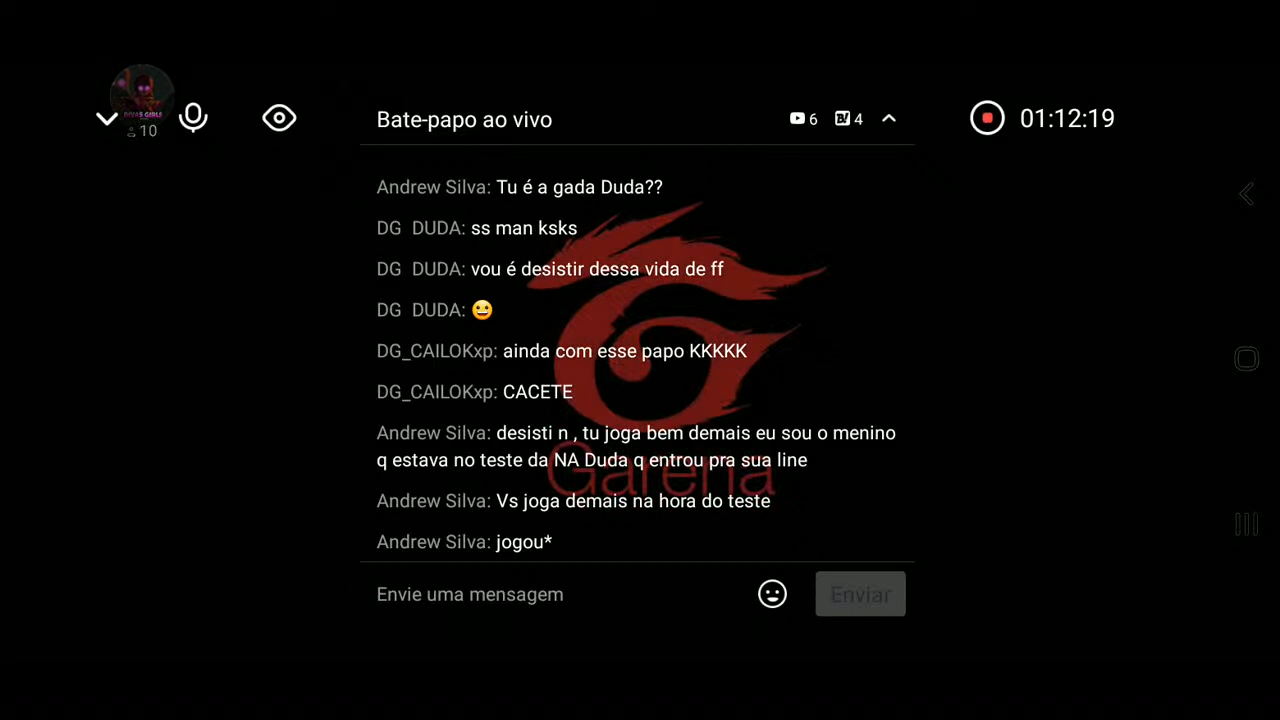 DIVAS GIRLS
10
Bate-papo ao vivo
6
4
01:12:19
Andrew Silva: Tu é a gada Duda??
DG DUDA: ss man ksks
DG DUDA: vou é desistir dessa vida de ff
DG DUDA: 😀
DG_CAILOKxp: ainda com esse papo KKKKK
DG_CAILOKxp: CACETE
Andrew Silva: desisti n , tu joga bem demais eu sou o menino
q estava no teste da NA Duda q entrou pra sua line
Andrew Silva: Vs joga demais na hora do teste
Andrew Silva: jogou*
Garena
Envie uma mensagem
Enviar